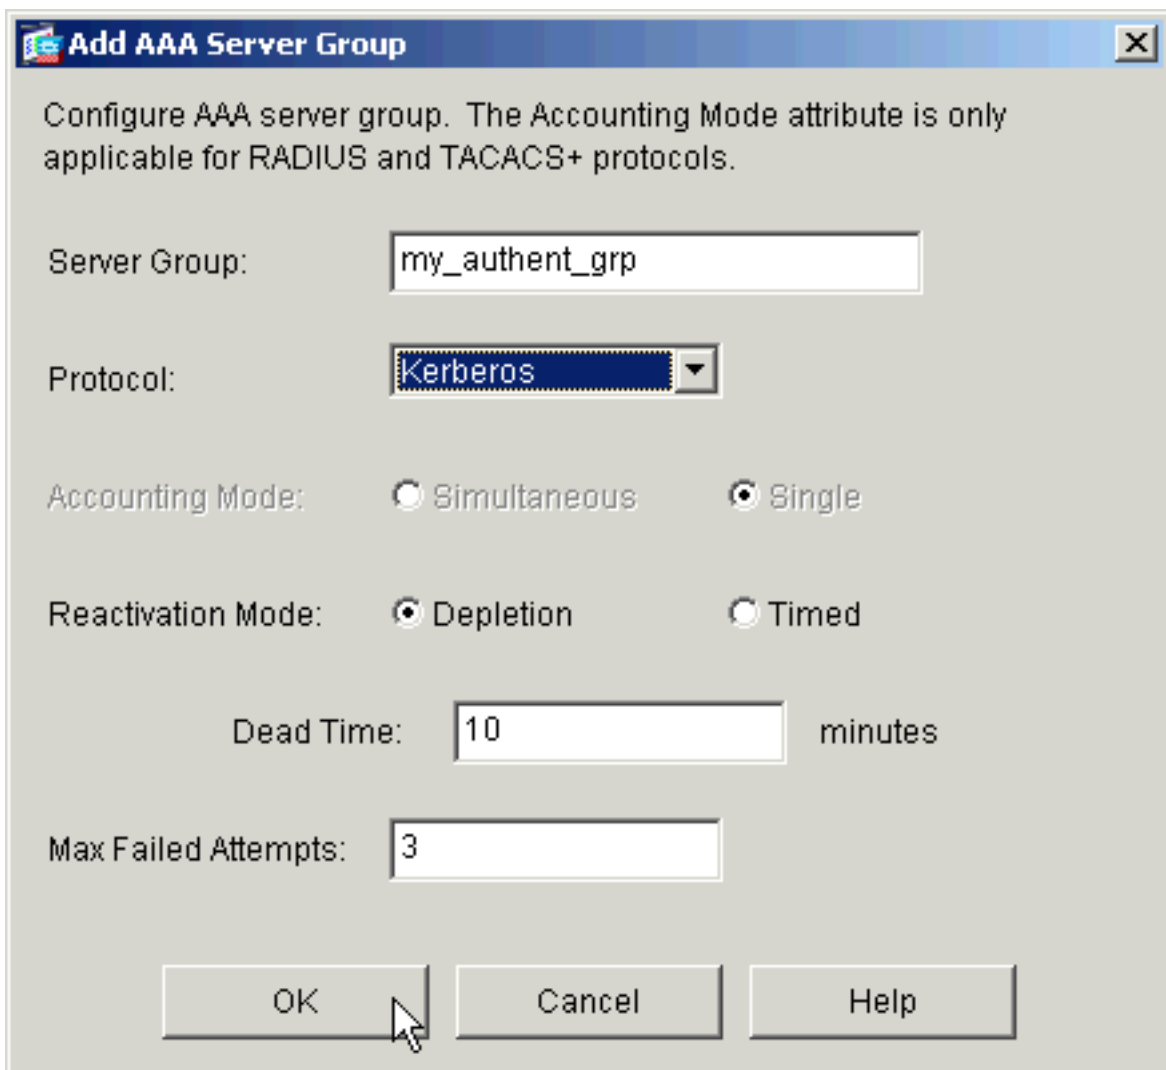 Add AAA Server Group
Configure AAA server group. The Accounting Mode attribute is only
applicable for RADIUS and TACACS+ protocols.
Server Group: my_authent_grp
Protocol: Kerberos
Accounting Mode: Simultaneous Single
Reactivation Mode: Depletion Timed
Dead Time: 10 minutes
Max Failed Attempts: 3
OK Cancel Help